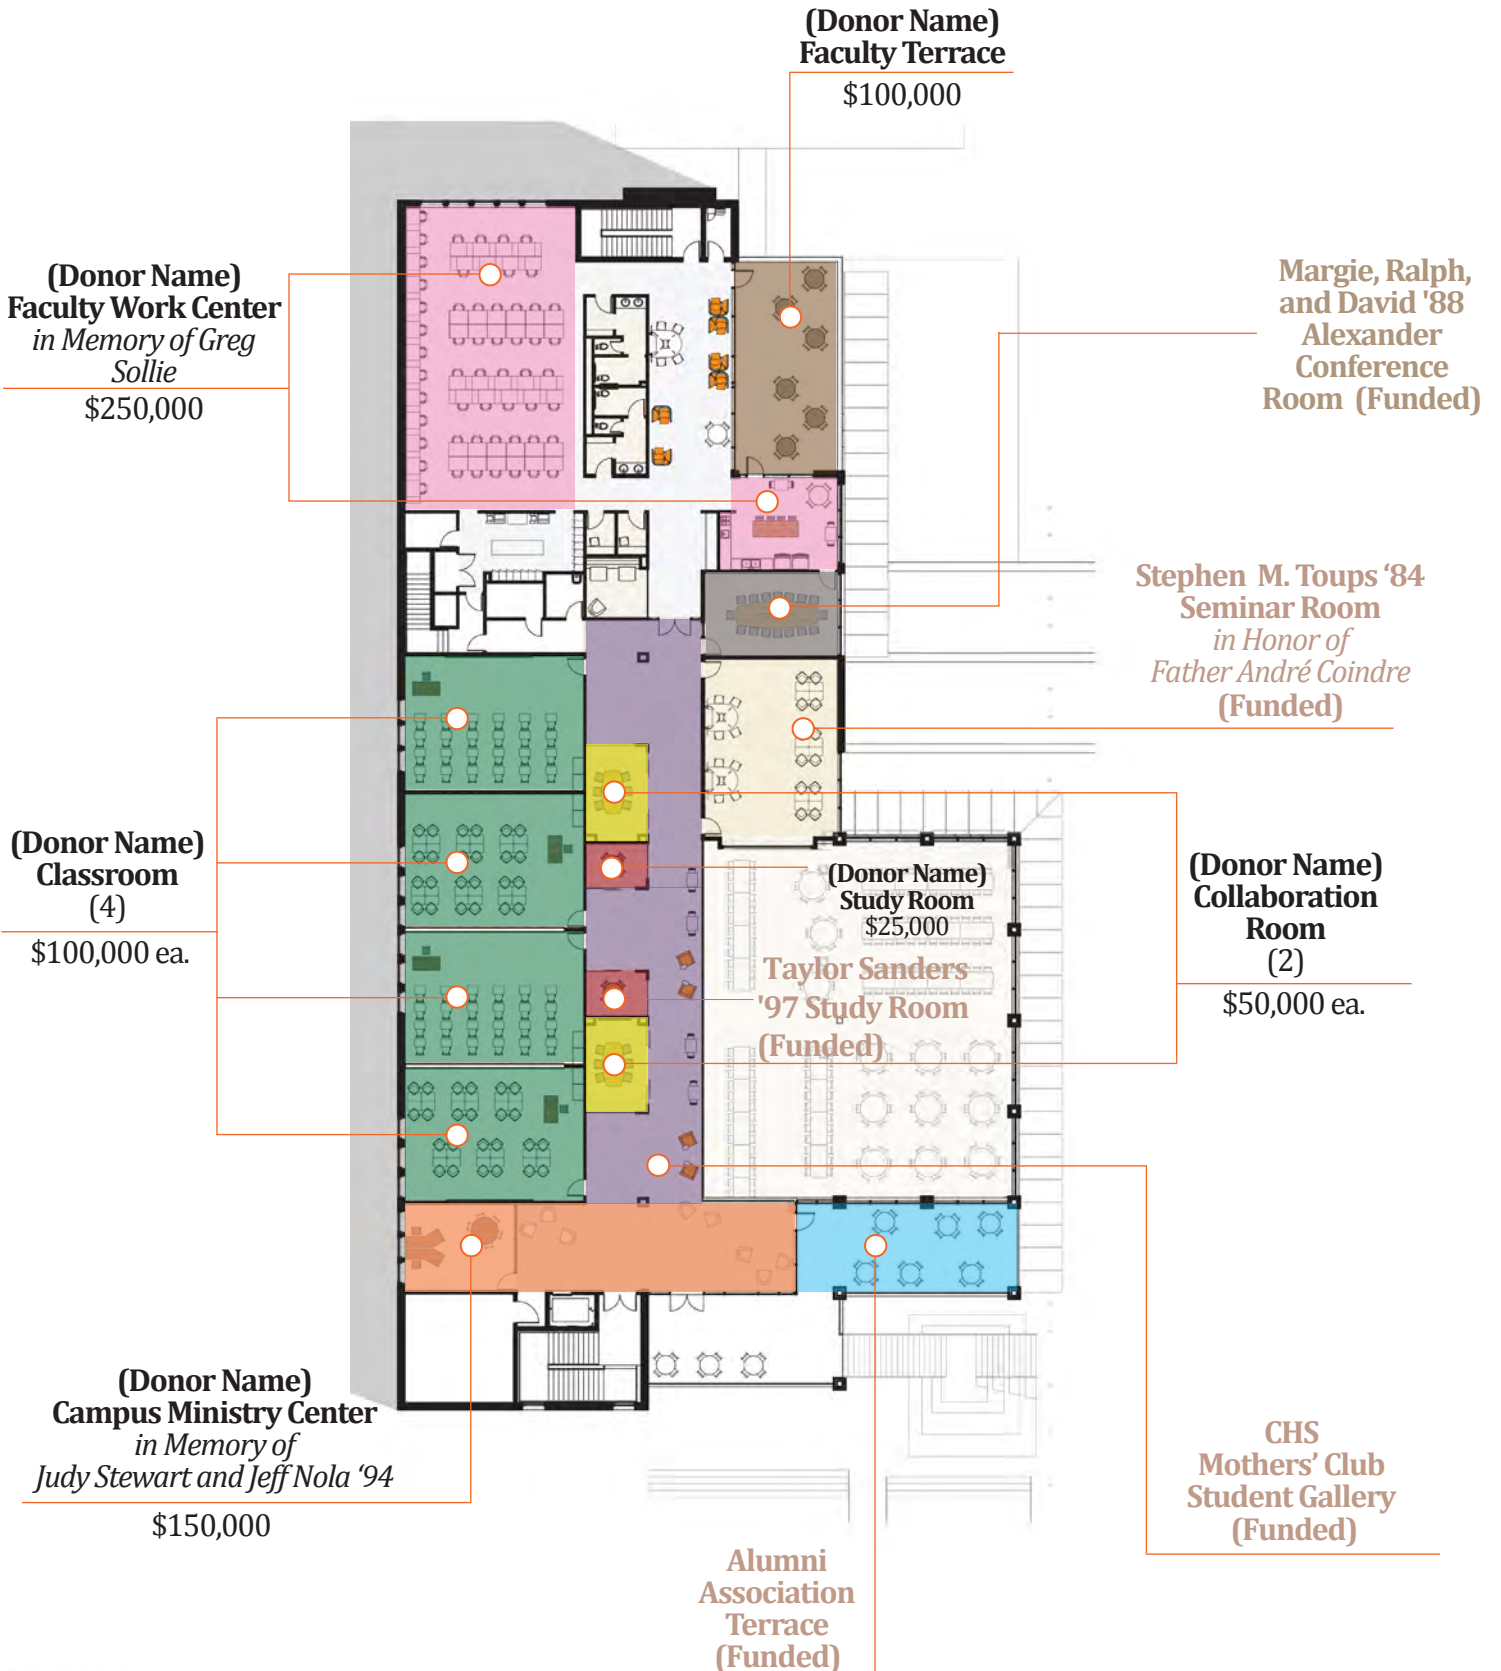 (Donor Name)
Faculty Terrace
$100,000
(Donor Name)
Faculty Work Center
in Memory of Greg
Sollie
$250,000
Margie, Ralph,
and David '88
Alexander
Conference
Room (Funded)
Stephen M. Toups ‘84
Seminar Room
in Honor of
Father André Coindre
(Funded)
(Donor Name)
Classroom
(4)
$100,000 ea.
(Donor Name)
Study Room
$25,000
Taylor Sanders
'97 Study Room
(Funded)
(Donor Name)
Collaboration
Room
(2)
$50,000 ea.
(Donor Name)
Campus Ministry Center
in Memory of
Judy Stewart and Jeff Nola ‘94
$150,000
CHS
Mothers’ Club
Student Gallery
(Funded)
Alumni
Association
Terrace
(Funded)